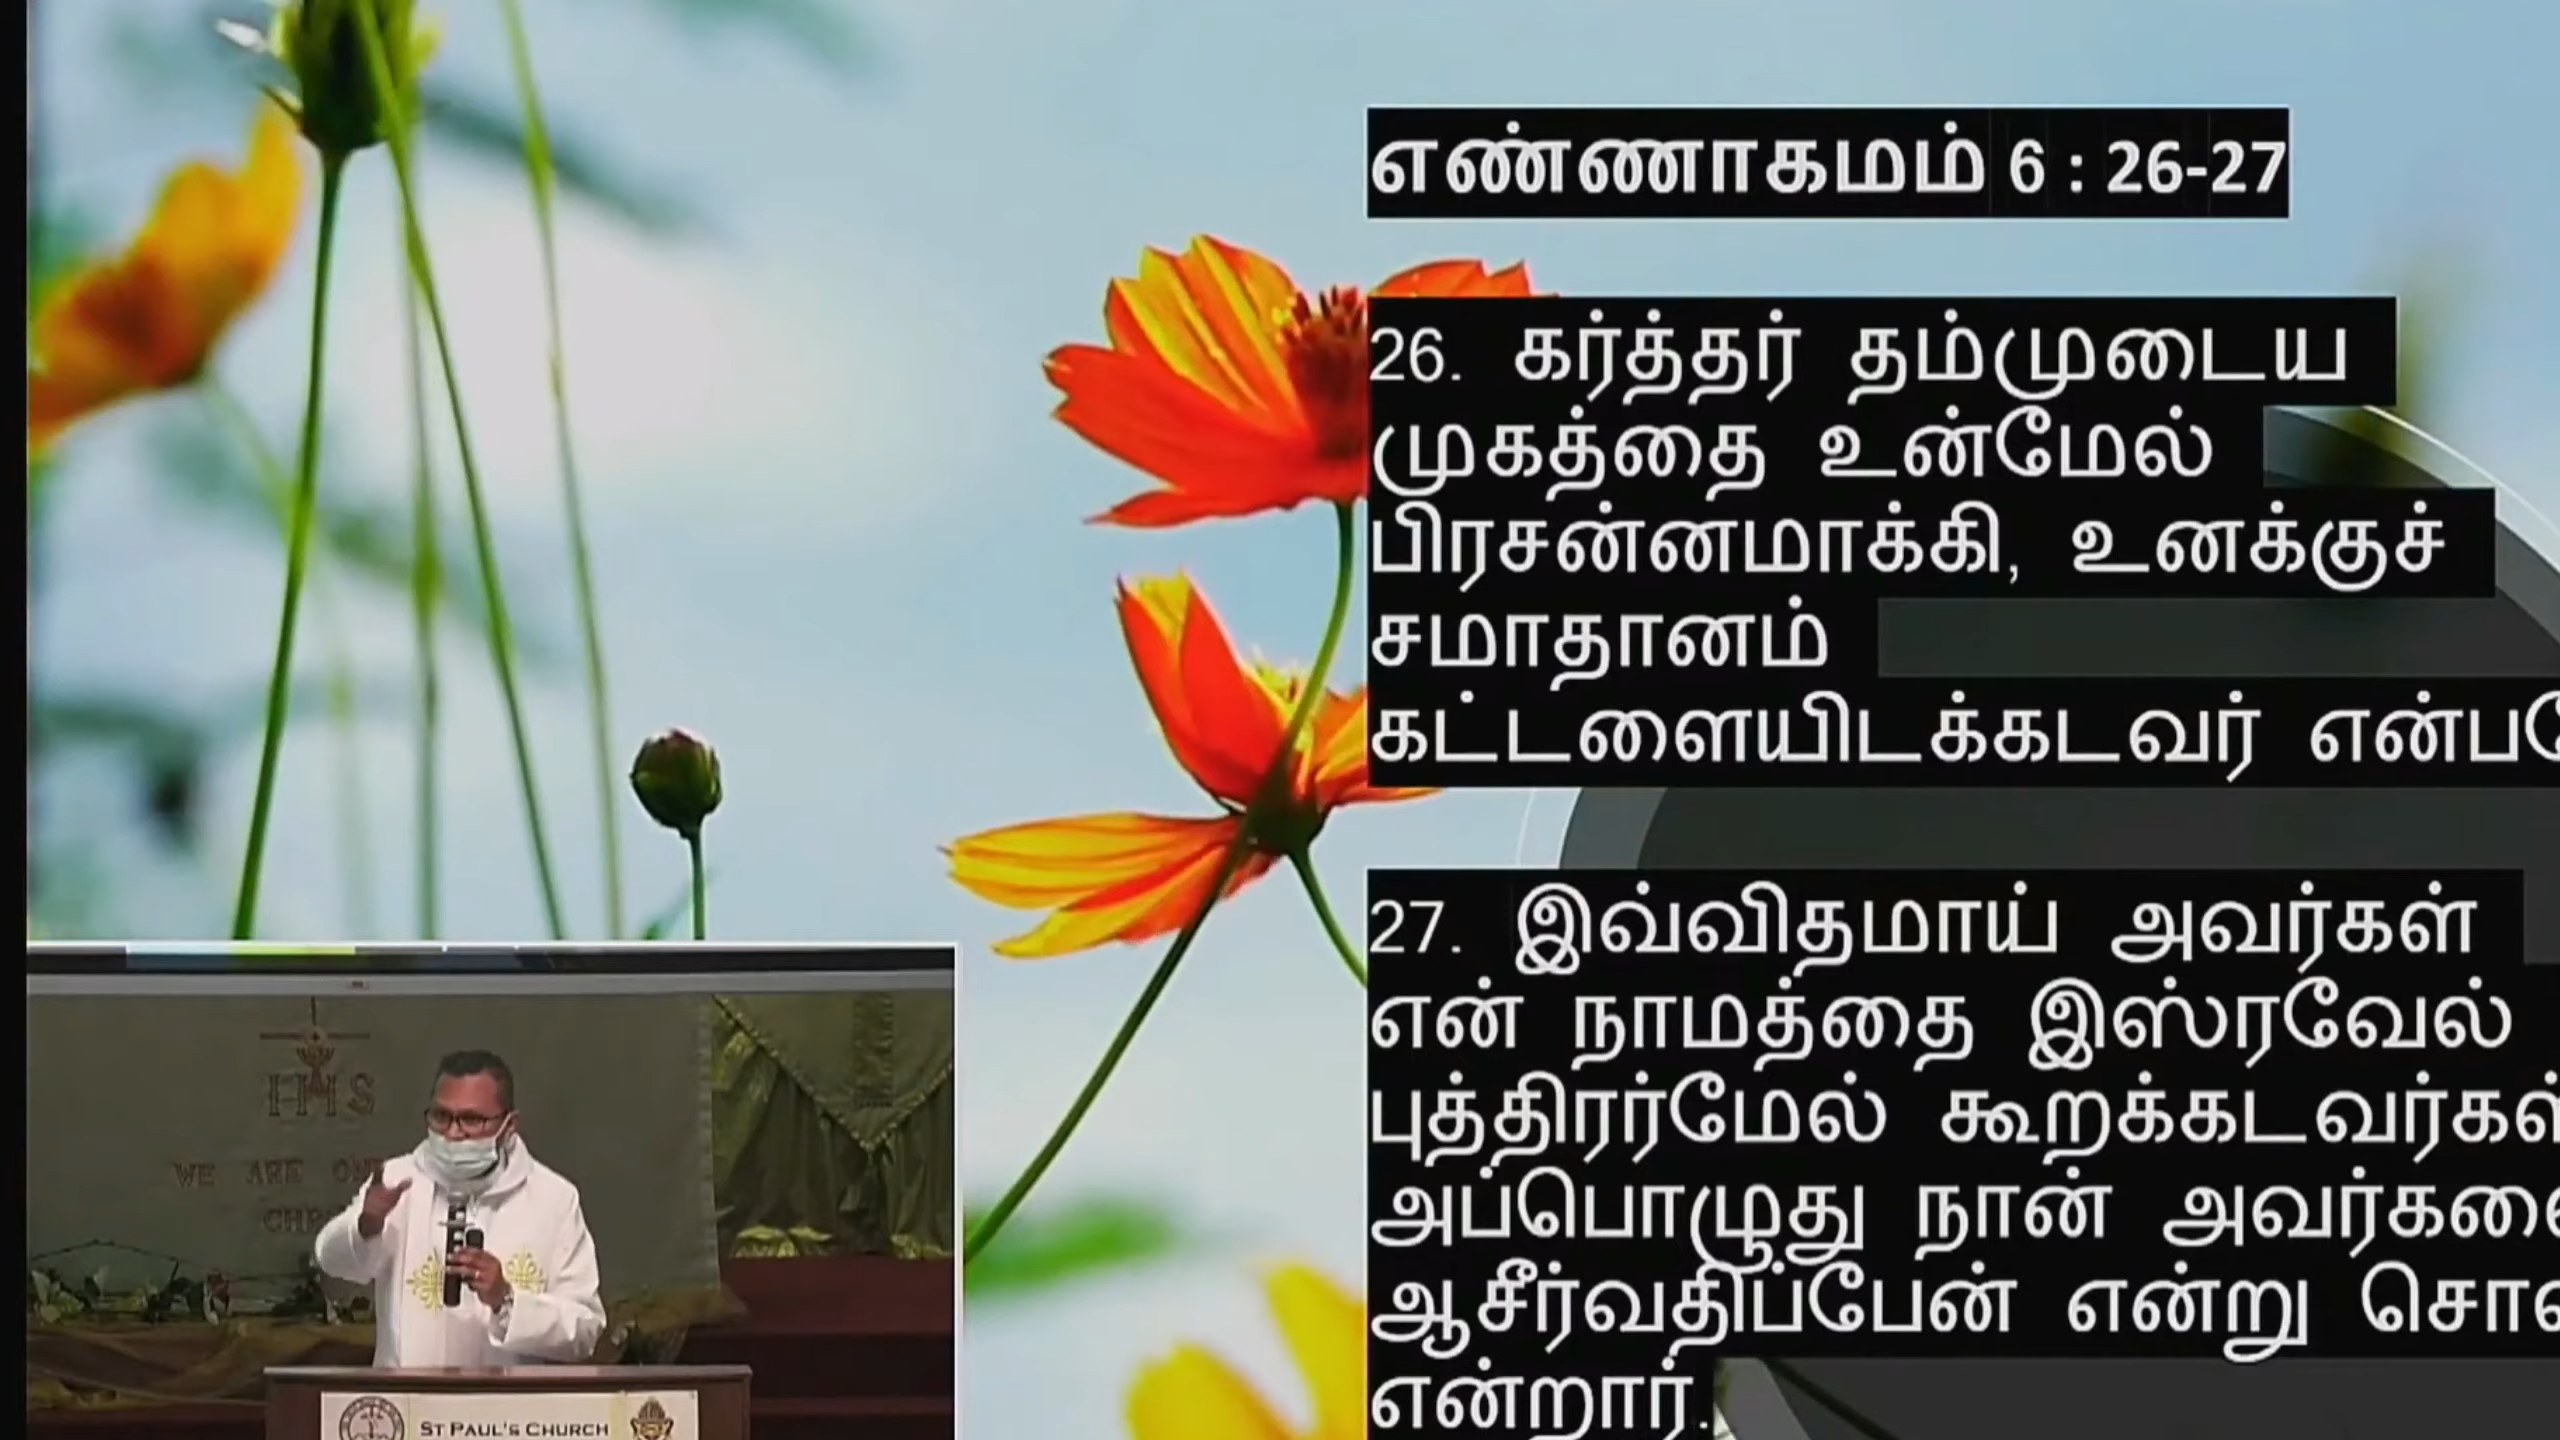 எண்ணாகமம் 6 : 26-27
26. கர்த்தர் தம்முடைய
முகத்தை உன்மேல்
பிரசன்னமாக்கி, உனக்குச்
சமாதானம்
கட்டளையிடக்கடவர்
27. இவ்விதமாய் அவர்கள்
என் நாமத்தை இஸ்ரவேல்
புத்திரர்மேல் கூறக்கடவர்கள்
அப்பொழுது நான்
ஆசீர்வதிப்பேன் என்று
என்றார்.
IHS
WE ARE
ST PAUL'S CHURCH